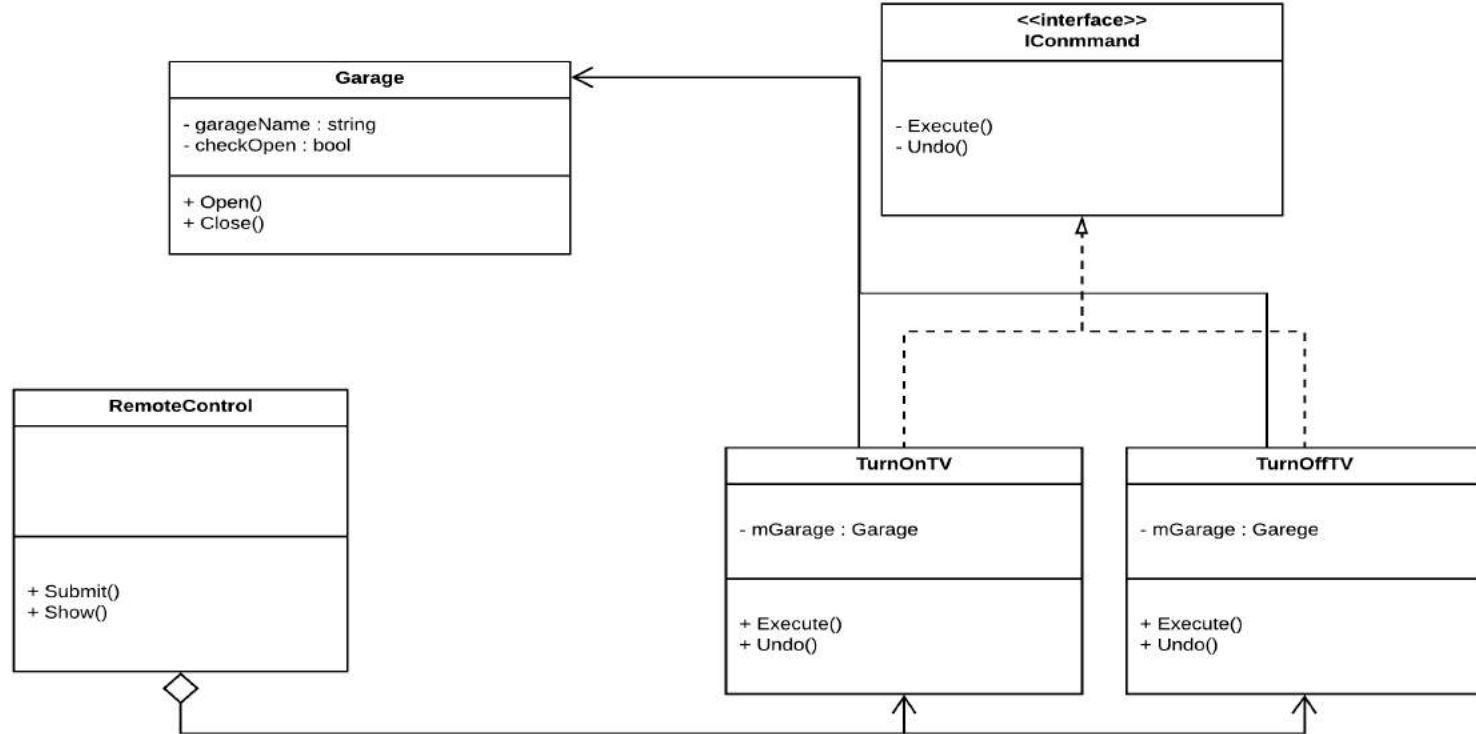 <<interface>>
IConmmand
- Execute()
- Undo()
Garage
- garageName : string
- checkOpen : bool
+ Open()
+ Close()
RemoteControl
+ Submit()
+ Show()
TurnOnTV
- mGarage : Garage
+ Execute()
+ Undo()
TurnOffTV
- mGarage : Garege
+ Execute()
+ Undo()